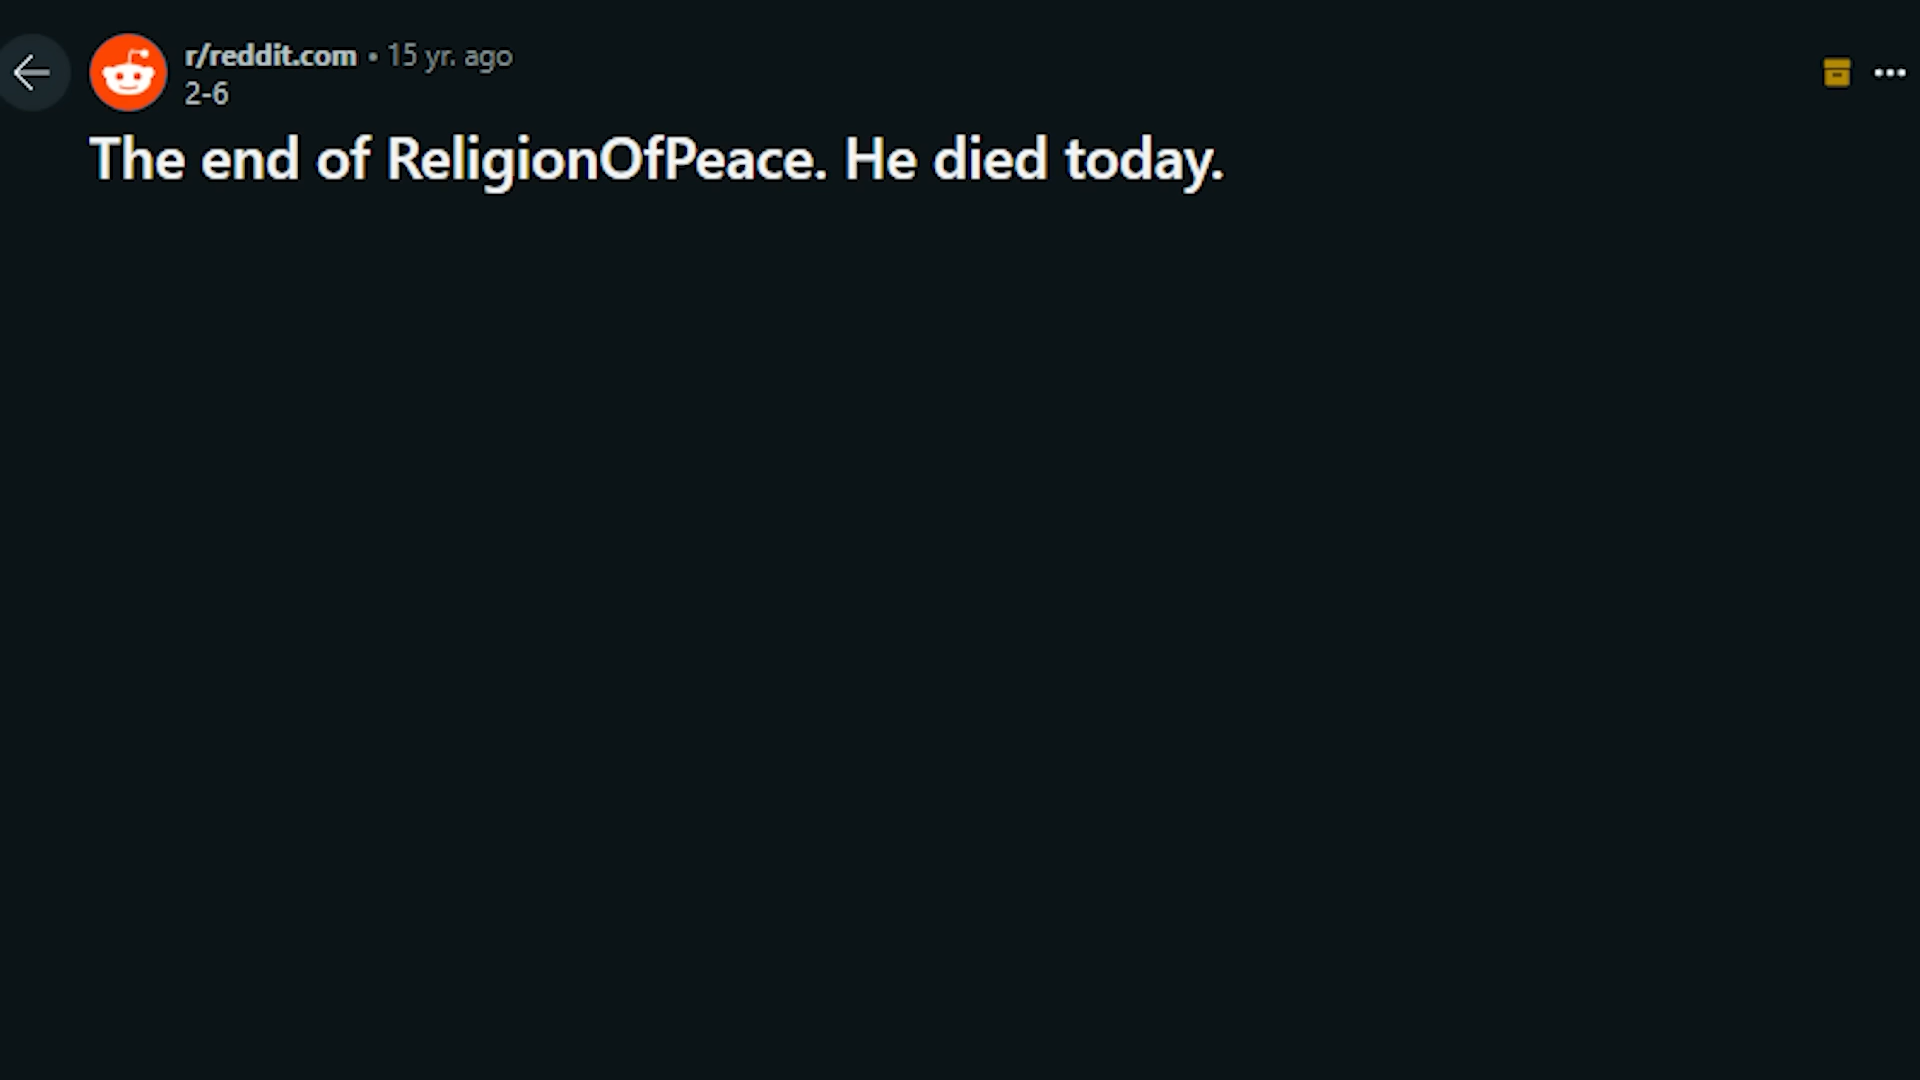 r/reddit.com • 15 yr. ago
2-6
The end of ReligionOfPeace. He died today.